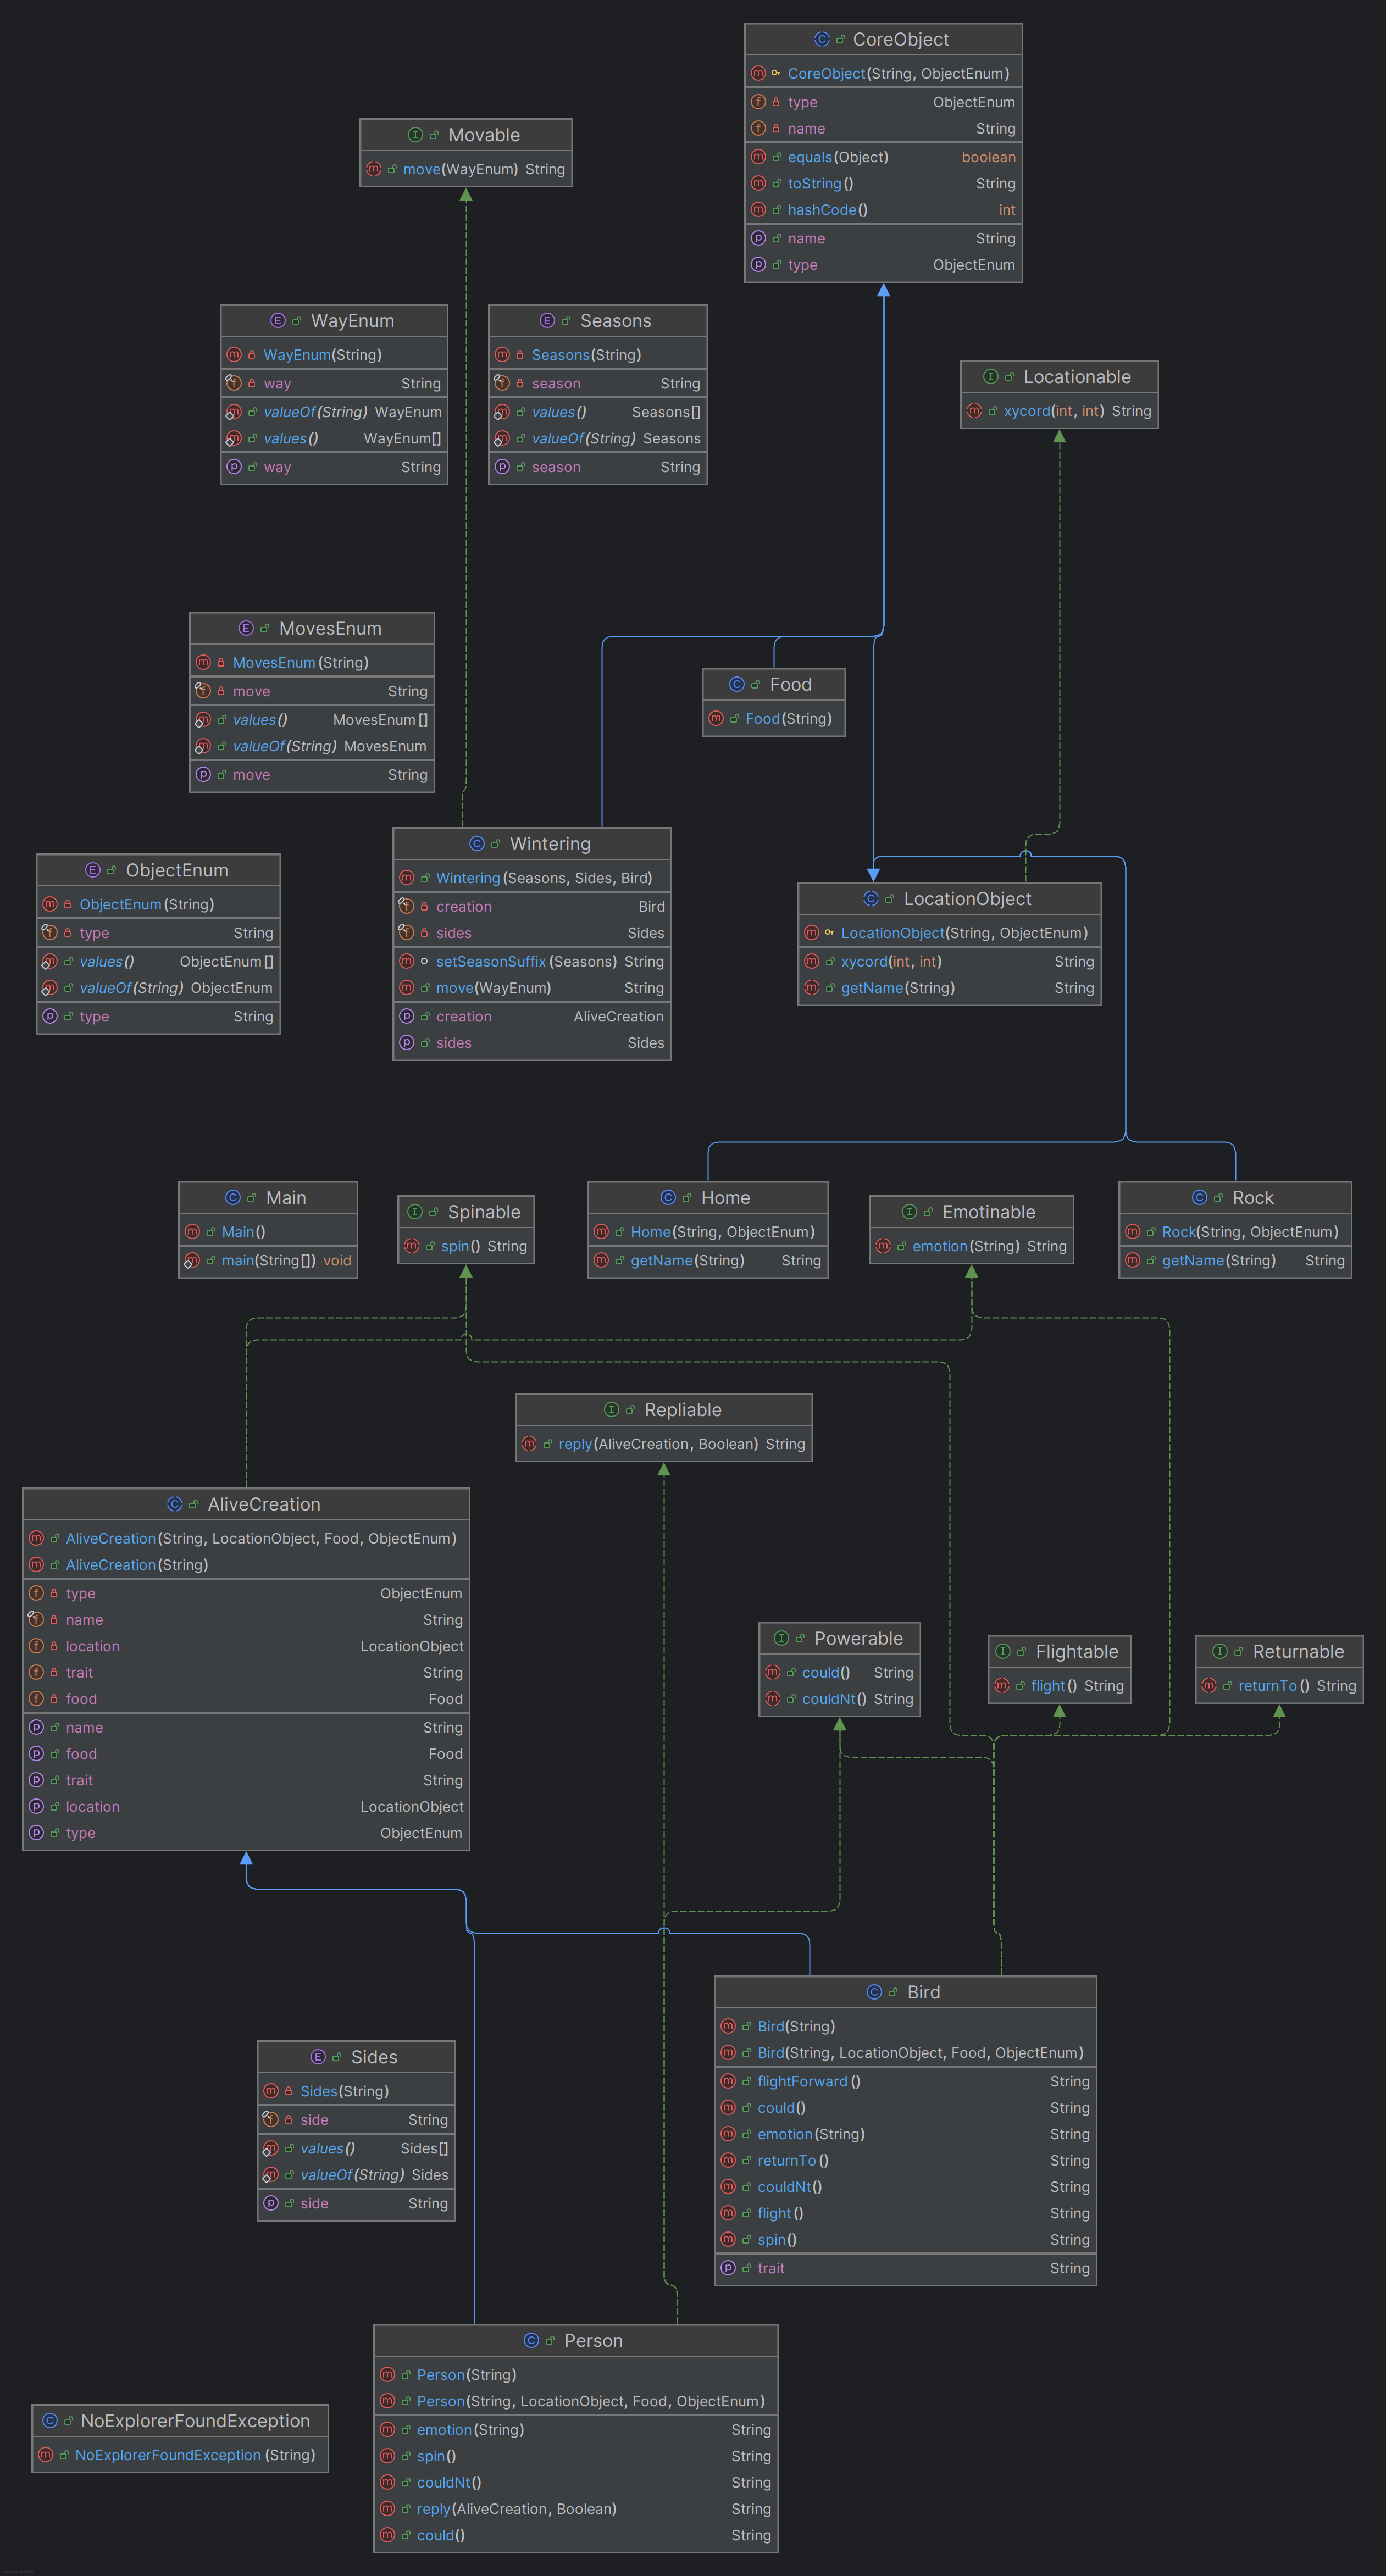 CoreObject
CoreObject(String, ObjectEnum)
type ObjectEnum
name String
equals(Object) boolean
toString() String
hashCode() int
name String
type ObjectEnum
Movable
move(WayEnum) String
WayEnum
WayEnum(String)
way String
valueOf(String) WayEnum
values() WayEnum[]
way String
Seasons
Seasons(String)
season String
values() Seasons[]
valueOf(String) Seasons
season String
Locationable
xycord(int, int) String
MovesEnum
MovesEnum(String)
move String
values() MovesEnum[]
valueOf(String) MovesEnum
move String
Food
Food(String)
Wintering
Wintering(Seasons, Sides, Bird)
creation Bird
sides Sides
setSeasonSuffix(Seasons) String
move(WayEnum) String
creation AliveCreation
sides Sides
ObjectEnum
ObjectEnum(String)
type String
values() ObjectEnum[]
valueOf(String) ObjectEnum
type String
LocationObject
LocationObject(String, ObjectEnum)
xycord(int, int) String
getName(String) String
Main
Main()
main(String[]) void
Spinable
spin() String
Home
Home(String, ObjectEnum)
getName(String) String
Emotinable
emotion(String) String
Rock
Rock(String, ObjectEnum)
getName(String) String
Repliable
reply(AliveCreation, Boolean) String
AliveCreation
AliveCreation(String, LocationObject, Food, ObjectEnum)
AliveCreation(String)
type ObjectEnum
name String
location LocationObject
trait String
food Food
name String
food Food
trait String
location LocationObject
type ObjectEnum
Powerable
could() String
couldNt() String
Flightable
flight() String
Returnable
returnTo() String
Bird
Bird(String)
Bird(String, LocationObject, Food, ObjectEnum)
flightForward() String
could() String
emotion(String) String
returnTo() String
couldNt() String
flight() String
spin() String
trait String
Sides
Sides(String)
side String
values() Sides[]
valueOf(String) Sides
side String
Person
Person(String)
Person(String, LocationObject, Food, ObjectEnum)
emotion(String) String
spin() String
couldNt() String
reply(AliveCreation, Boolean) String
could() String
NoExplorerFoundException
NoExplorerFoundException(String)